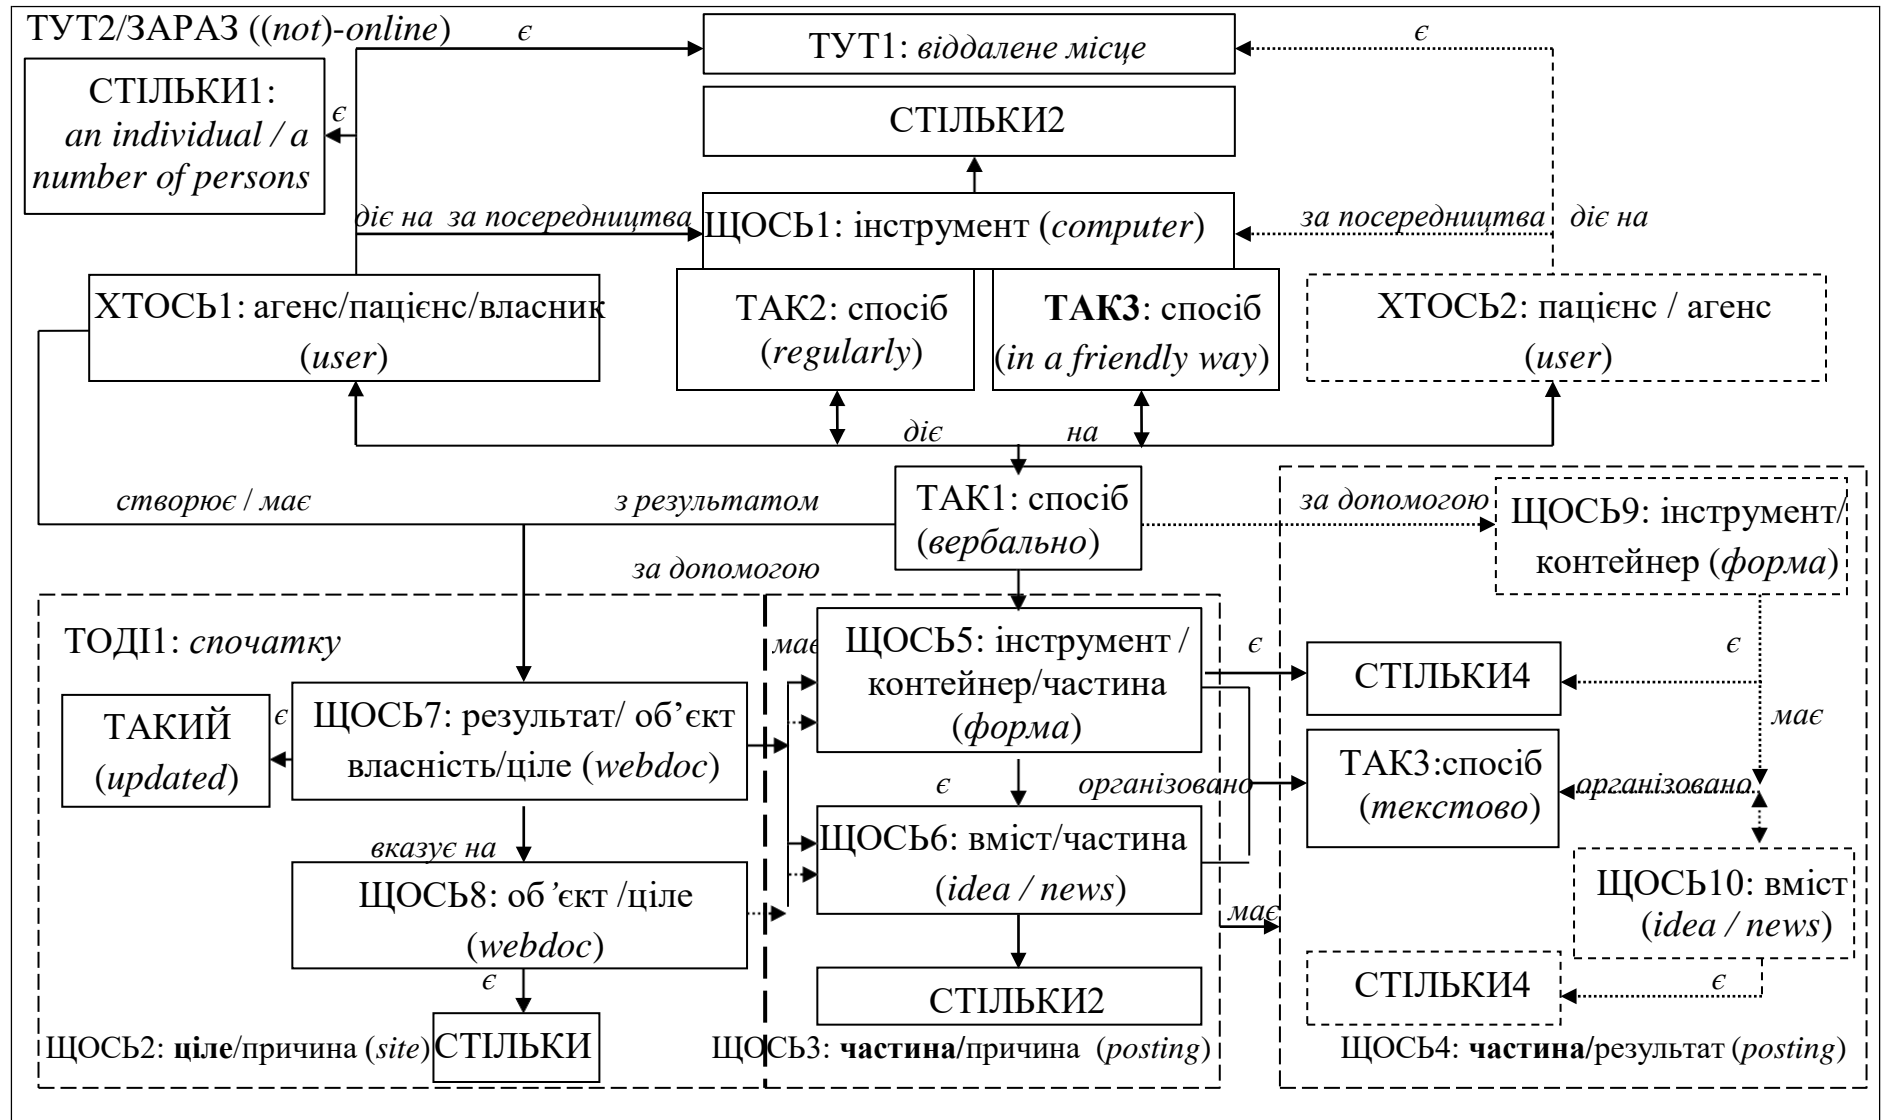 ТУТ2/ЗАРАЗ ((not)-online)
є
ТУТ1: віддалене місце
є
СТІЛЬКИ1:
an individual / a
number of persons
є
СТІЛЬКИ2
діє на за посередництва
ЩОСЬ1: інструмент (computer)
за посередництва
діє на
ХТОСЬ1: агенс/пацієнс/власник
(user)
ТАК2: спосіб
(regularly)
ТАК3: спосіб
(in a friendly way)
ХТОСЬ2: пацієнс / агенс
(user)
діє на
створює / має
з результатом
ТАК1: спосіб
(вербально)
за допомогою
ЩОСЬ9: інструмент/
контейнер (форма)
за допомогою
ТОДІ1: спочатку
має
ЩОСЬ5: інструмент /
контейнер/частина
(форма)
є
СТІЛЬКИ4
є
має
ТАКИЙ
(updated)
є
ЩОСЬ7: результат/ об’єкт
власність/ціле (webdoc)
є
організовано
ТАК3:спосіб
(текстово)
організовано
вказує на
ЩОСЬ8: об’єкт /ціле
(webdoc)
ЩОСЬ6: вміст/частина
(idea / news)
має
ЩОСЬ10: вміст
(idea / news)
є
СТІЛЬКИ
СТІЛЬКИ2
СТІЛЬКИ4
є
ЩОСЬ2: ціле/причина (site)
ЩОСЬ3: частина/причина (posting)
ЩОСЬ4: частина/результат (posting)